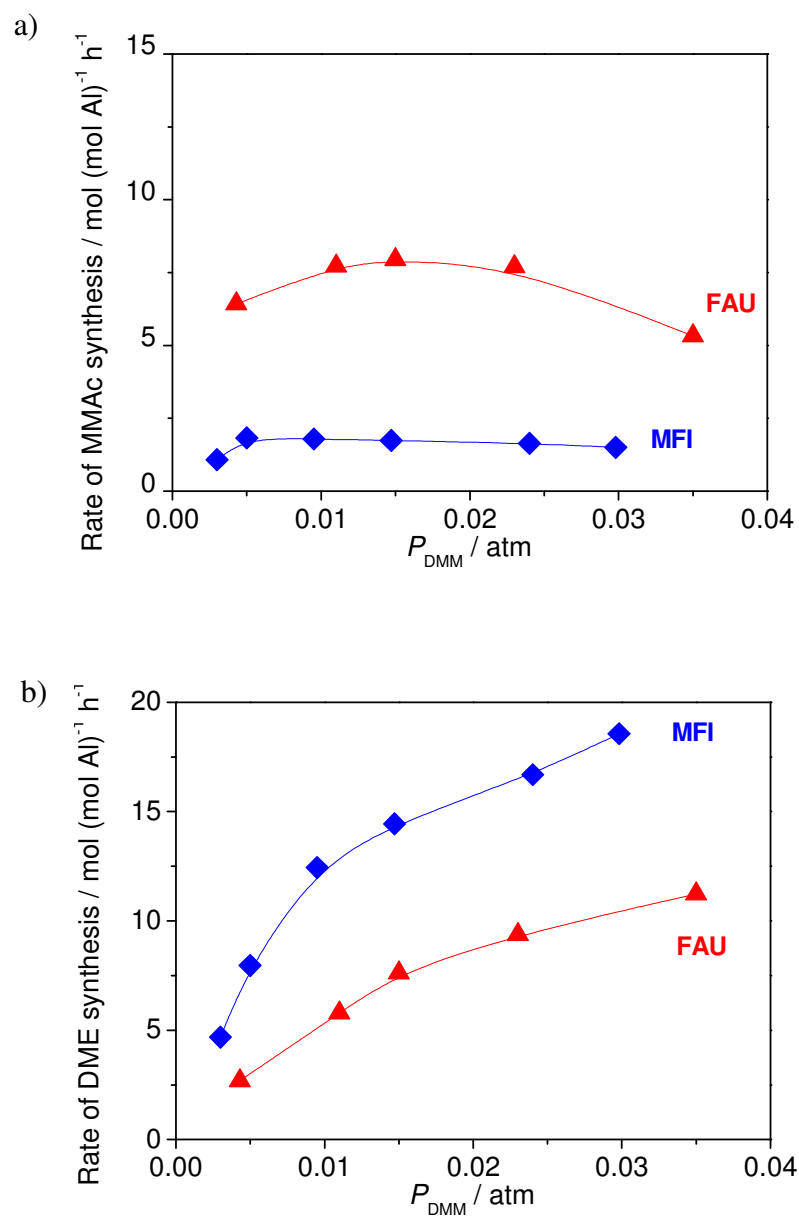 a)
Rate of MMAc synthesis / mol (mol Al)⁻¹ h⁻¹
15
10
5
0
FAU
MFI
0.00 0.01 0.02 0.03 0.04
P_DMM / atm
b)
Rate of DME synthesis / mol (mol Al)⁻¹ h⁻¹
20
15
10
5
0
MFI
FAU
0.00 0.01 0.02 0.03 0.04
P_DMM / atm